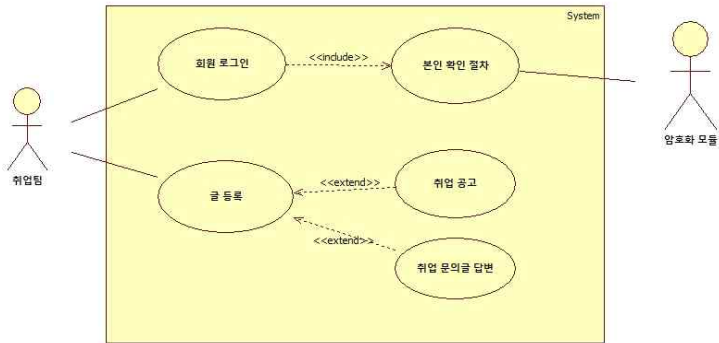 System
회원 로그인
<<include>>
본인 확인 절차
취업팀
암호화 모듈
글 등록
<<extend>>
취업 공고
<<extend>>
취업 문의글 답변